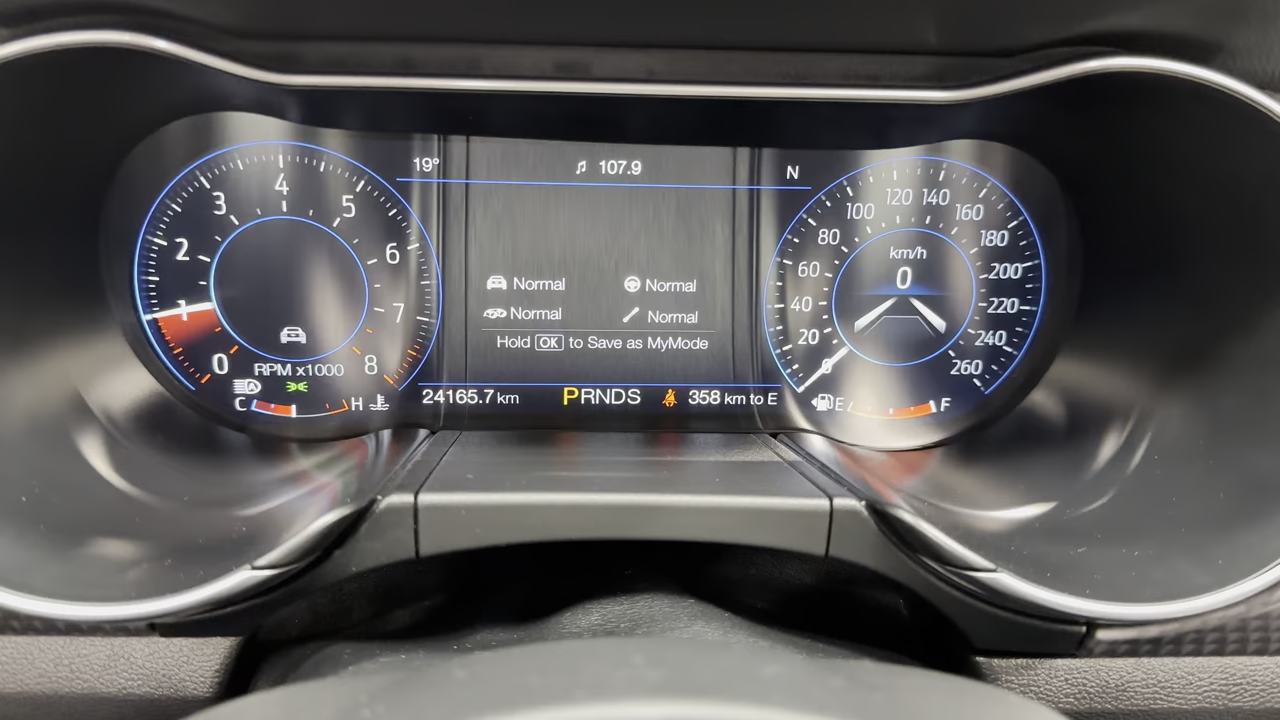 19°
107.9
N
0
1
2
3
4
5
6
7
8
RPM x1000
A
C
H
Normal
Normal
Normal
Normal
Hold OK to Save as MyMode
24165.7 km
PRNDS
358 km to E
0
20
40
60
80
100
120
140
160
180
200
220
240
260
km/h
0
E
F